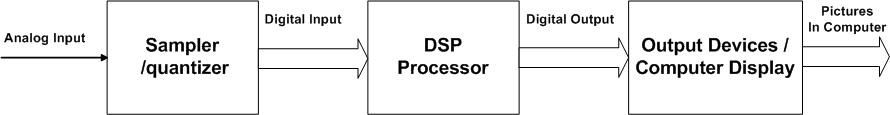 Analog Input
Sampler
/quantizer
Digital Input
DSP
Processor
Digital Output
Output Devices /
Computer Display
Pictures
In Computer